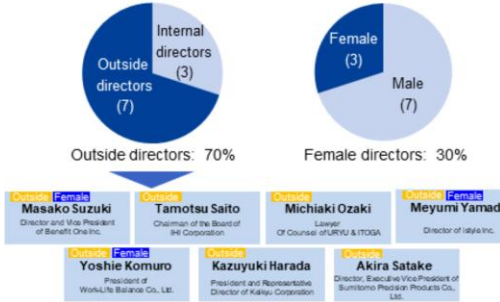 Internal
directors
(3)
Outside
directors
(7)
Female
(3)
Male
(7)
Outside directors: 70%
Female directors: 30%
Outside Female
Masako Suzuki
Director and Vice President
of Benefit One Inc.
Outside
Tamotsu Saito
Chairman of the Board of
IHI Corporation
Outside
Michiaki Ozaki
Lawyer
Of Counsel of URYU & ITOGA
Outside Female
Meyumi Yamad
Director of istyle Inc.
Outside Female
Yoshie Komuro
President of
Work-Life Balance Co., Ltd.
Outside
Kazuyuki Harada
President and Representative
Director of Keikyu Corporation
Outside
Akira Satake
Director, Executive Vice President of
Sumitomo Precision Products Co.,
Ltd.